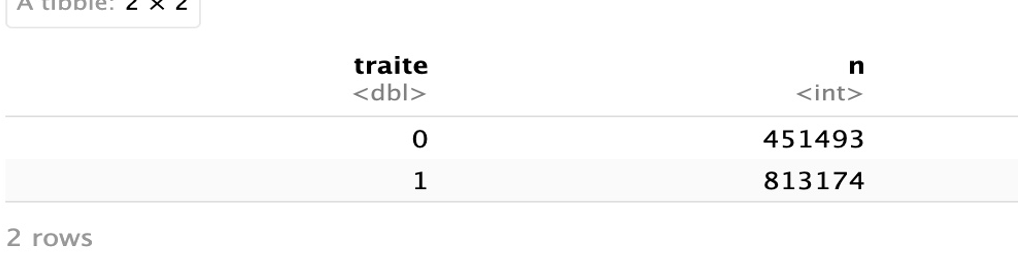 A tibble: 2 × 2
traite n
<dbl> <int>
0 451493
1 813174
2 rows